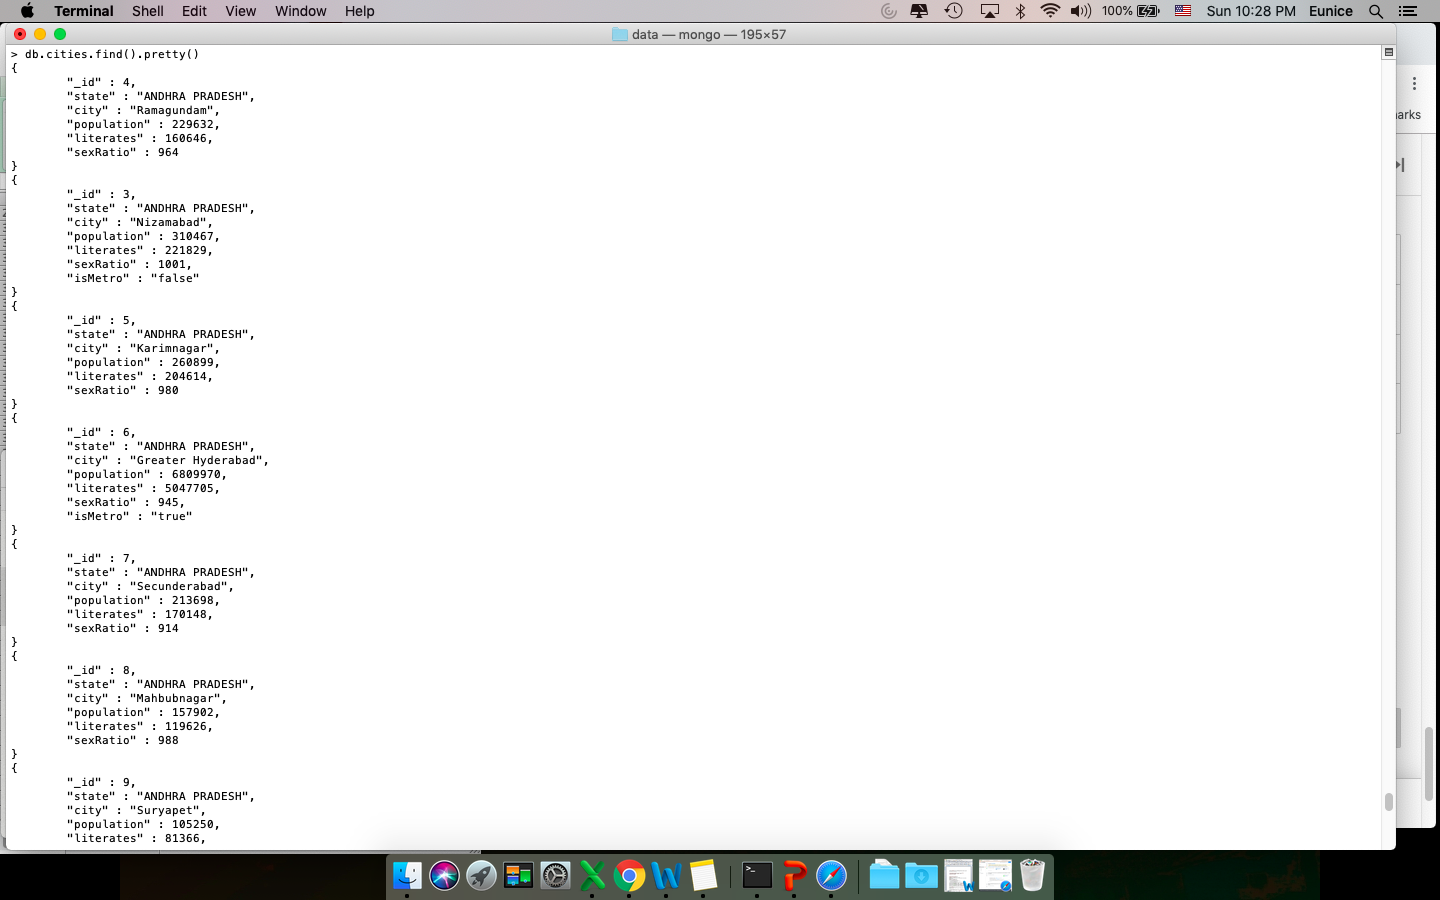 Terminal Shell Edit View Window Help 100% Sun 10:28 PM Eunice
data — mongo — 195×57
> db.cities.find().pretty()
{
"_id" : 4,
"state" : "ANDHRA PRADESH",
"city" : "Ramagundam",
"population" : 229632,
"literates" : 160646,
"sexRatio" : 964
}
{
"_id" : 3,
"state" : "ANDHRA PRADESH",
"city" : "Nizamabad",
"population" : 310467,
"literates" : 221829,
"sexRatio" : 1001,
"isMetro" : "false"
}
{
"_id" : 5,
"state" : "ANDHRA PRADESH",
"city" : "Karimnagar",
"population" : 260899,
"literates" : 204614,
"sexRatio" : 980
}
{
"_id" : 6,
"state" : "ANDHRA PRADESH",
"city" : "Greater Hyderabad",
"population" : 6809970,
"literates" : 5047705,
"sexRatio" : 945,
"isMetro" : "true"
}
{
"_id" : 7,
"state" : "ANDHRA PRADESH",
"city" : "Secunderabad",
"population" : 213698,
"literates" : 170148,
"sexRatio" : 914
}
{
"_id" : 8,
"state" : "ANDHRA PRADESH",
"city" : "Mahbubnagar",
"population" : 157902,
"literates" : 119626,
"sexRatio" : 988
}
{
"_id" : 9,
"state" : "ANDHRA PRADESH",
"city" : "Suryapet",
"population" : 105250,
"literates" : 81366,
arks